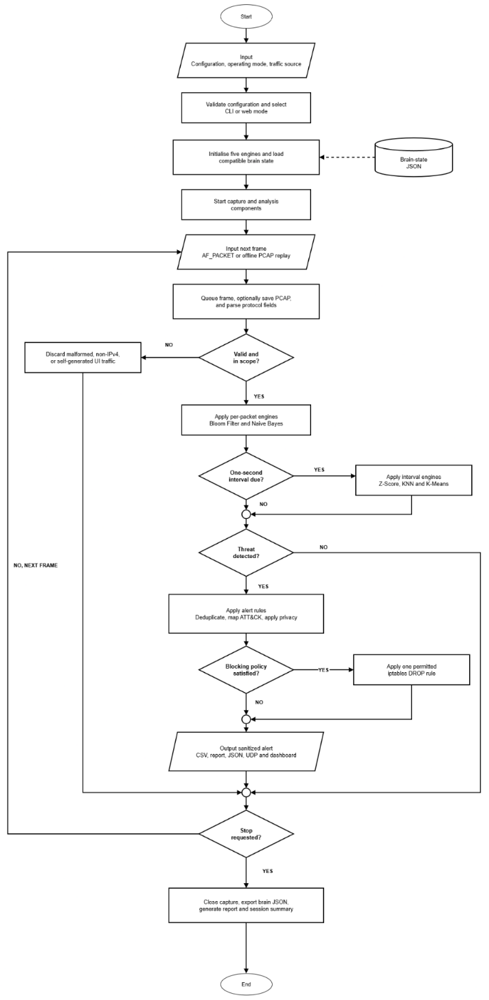 Start
Input
Configuration, operating mode, traffic source
Validate configuration and select
CLI or web mode
Initialise five engines and load
compatible brain state
Brain-state
JSON
Start capture and analysis
components
Input next frame
AF_PACKET or offline PCAP replay
Queue frame, optionally save PCAP,
and parse protocol fields
NO
Discard malformed, non-IPv4,
or self-generated UI traffic
Valid and
in scope?
YES
Apply per-packet engines
Bloom Filter and Naive Bayes
One-second
interval due?
YES
Apply interval engines
Z-Score, KNN and K-Means
NO
Threat
detected?
NO
NO, NEXT FRAME
YES
Apply alert rules
Deduplicate, map ATT&CK, apply privacy
Blocking policy
satisfied?
YES
Apply one permitted
iptables DROP rule
NO
Output sanitized alert
CSV, report, JSON, UDP and dashboard
Stop
requested?
YES
Close capture, export brain JSON,
generate report and session summary
End